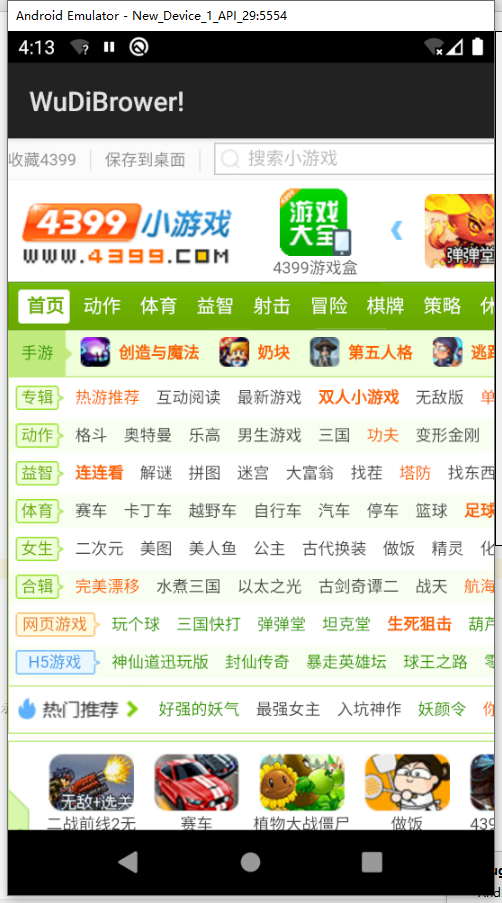 Android Emulator - New_Device_1_API_29:5554
4:13
WuDiBrower!
收藏4399 保存到桌面 搜索小游戏
4399小游戏 游戏大全
www.4399.com 4399游戏盒 弹弹堂
首页 动作 体育 益智 射击 冒险 棋牌 策略 休
手游 创造与魔法 奶块 第五人格 逃跑
专辑 热游推荐 互动阅读 最新游戏 双人小游戏 无敌版 单
动作 格斗 奥特曼 乐高 男生游戏 三国 功夫 变形金刚
益智 连连看 解谜 拼图 迷宫 大富翁 找茬 塔防 找东西
体育 赛车 卡丁车 越野车 自行车 汽车 停车 篮球 足球
女生 二次元 美图 美人鱼 公主 古代换装 做饭 精灵 化
合辑 完美漂移 水煮三国 以太之光 古剑奇谭二 战天 航海
网页游戏 玩个球 三国快打 弹弹堂 坦克堂 生死狙击 葫芦
H5游戏 神仙道迅玩版 封仙传奇 暴走英雄坛 球王之路 零
热门推荐 好强的妖气 最强女主 入坑神作 妖颜令 你
无敌+选关
二战前线2无 赛车 植物大战僵尸 做饭 439